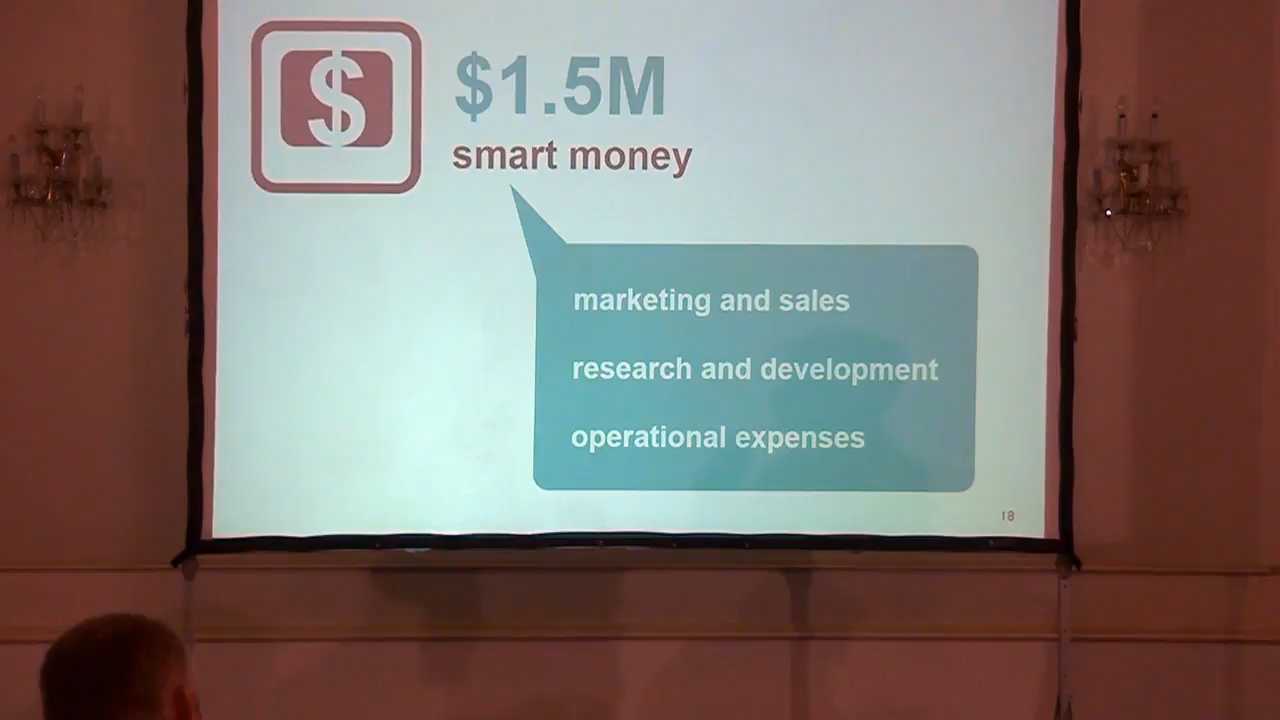 $
$1.5M
smart money
marketing and sales
research and development
operational expenses
18